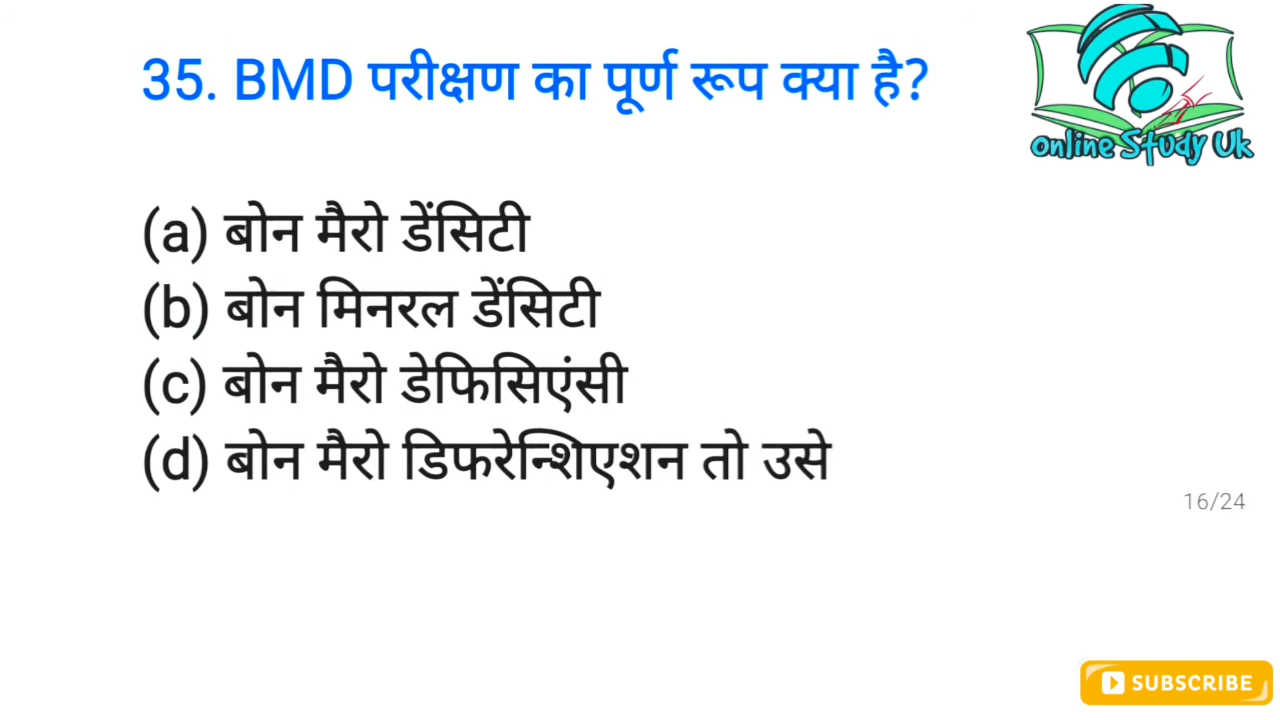 35. BMD परीक्षण का पूर्ण रूप क्या है?
Online Study Uk
(a) बोन मैरो डेंसिटी
(b) बोन मिनरल डेंसिटी
(c) बोन मैरो डेफिसिएंसी
(d) बोन मैरो डिफरेन्शिएशन तो उसे
16/24
SUBSCRIBE